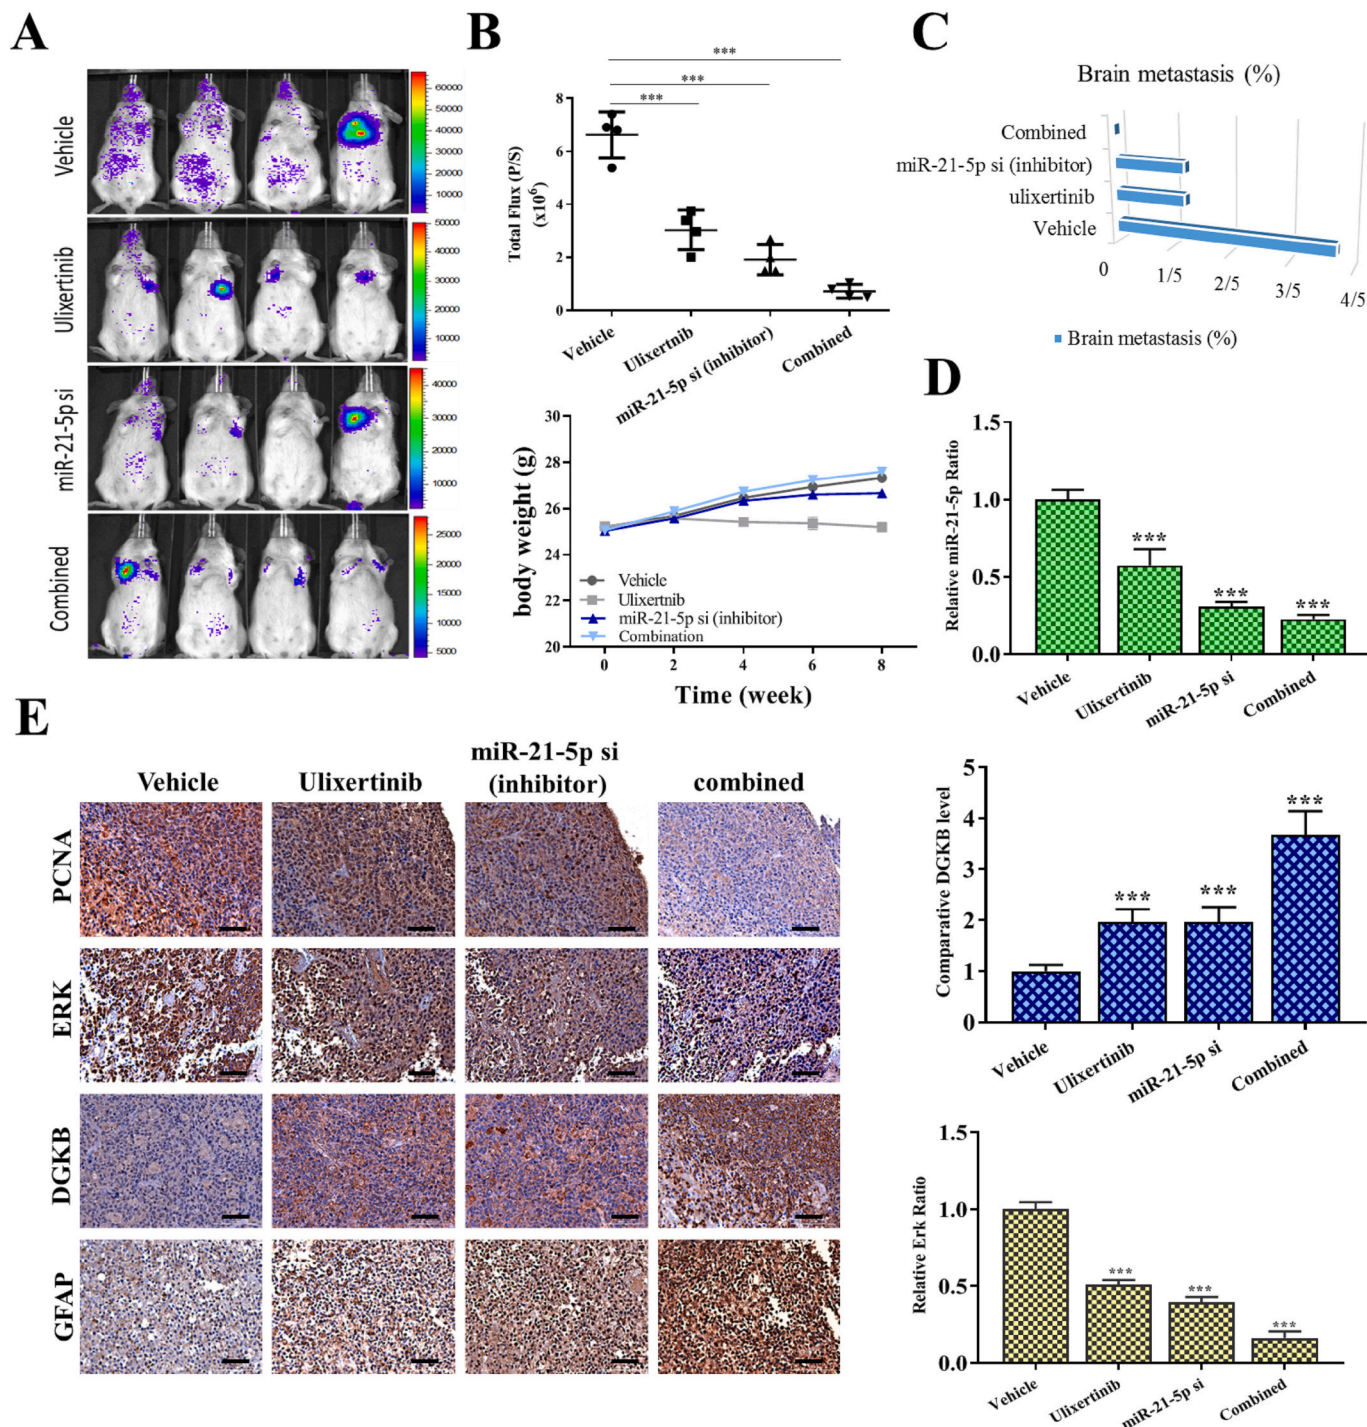 A
Vehicle
60000
50000
40000
30000
20000
10000
Ulixertinib
50000
40000
30000
20000
10000
miR-21-5p si
40000
30000
20000
10000
Combined
25000
20000
15000
10000
5000
B
***
***
***
Total Flux (P/S)
(x10⁶)
8
6
4
2
0
Vehicle
Ulixertnib
miR-21-5p si (inhibitor)
Combined
body weight (g)
28
26
24
22
20
Vehicle
Ulixertnib
miR-21-5p si (inhibitor)
Combination
0 2 4 6 8
Time (week)
C
Brain metastasis (%)
Combined
miR-21-5p si (inhibitor)
ulixertinib
Vehicle
0 1/5 2/5 3/5 4/5
Brain metastasis (%)
D
Relative miR-21-5p Ratio
1.5
1.0
0.5
0.0
***
***
***
Vehicle
Ulixertinib
miR-21-5p si
Combined
Comparative DGKB level
5
4
3
2
1
0
***
***
***
Vehicle
Ulixertinib
miR-21-5p si
Combined
Relative Erk Ratio
1.5
1.0
0.5
0.0
***
***
***
Vehicle
Ulixertinib
miR-21-5p si
Combined
E
Vehicle
Ulixertinib
miR-21-5p si
(inhibitor)
combined
PCNA
ERK
DGKB
GFAP